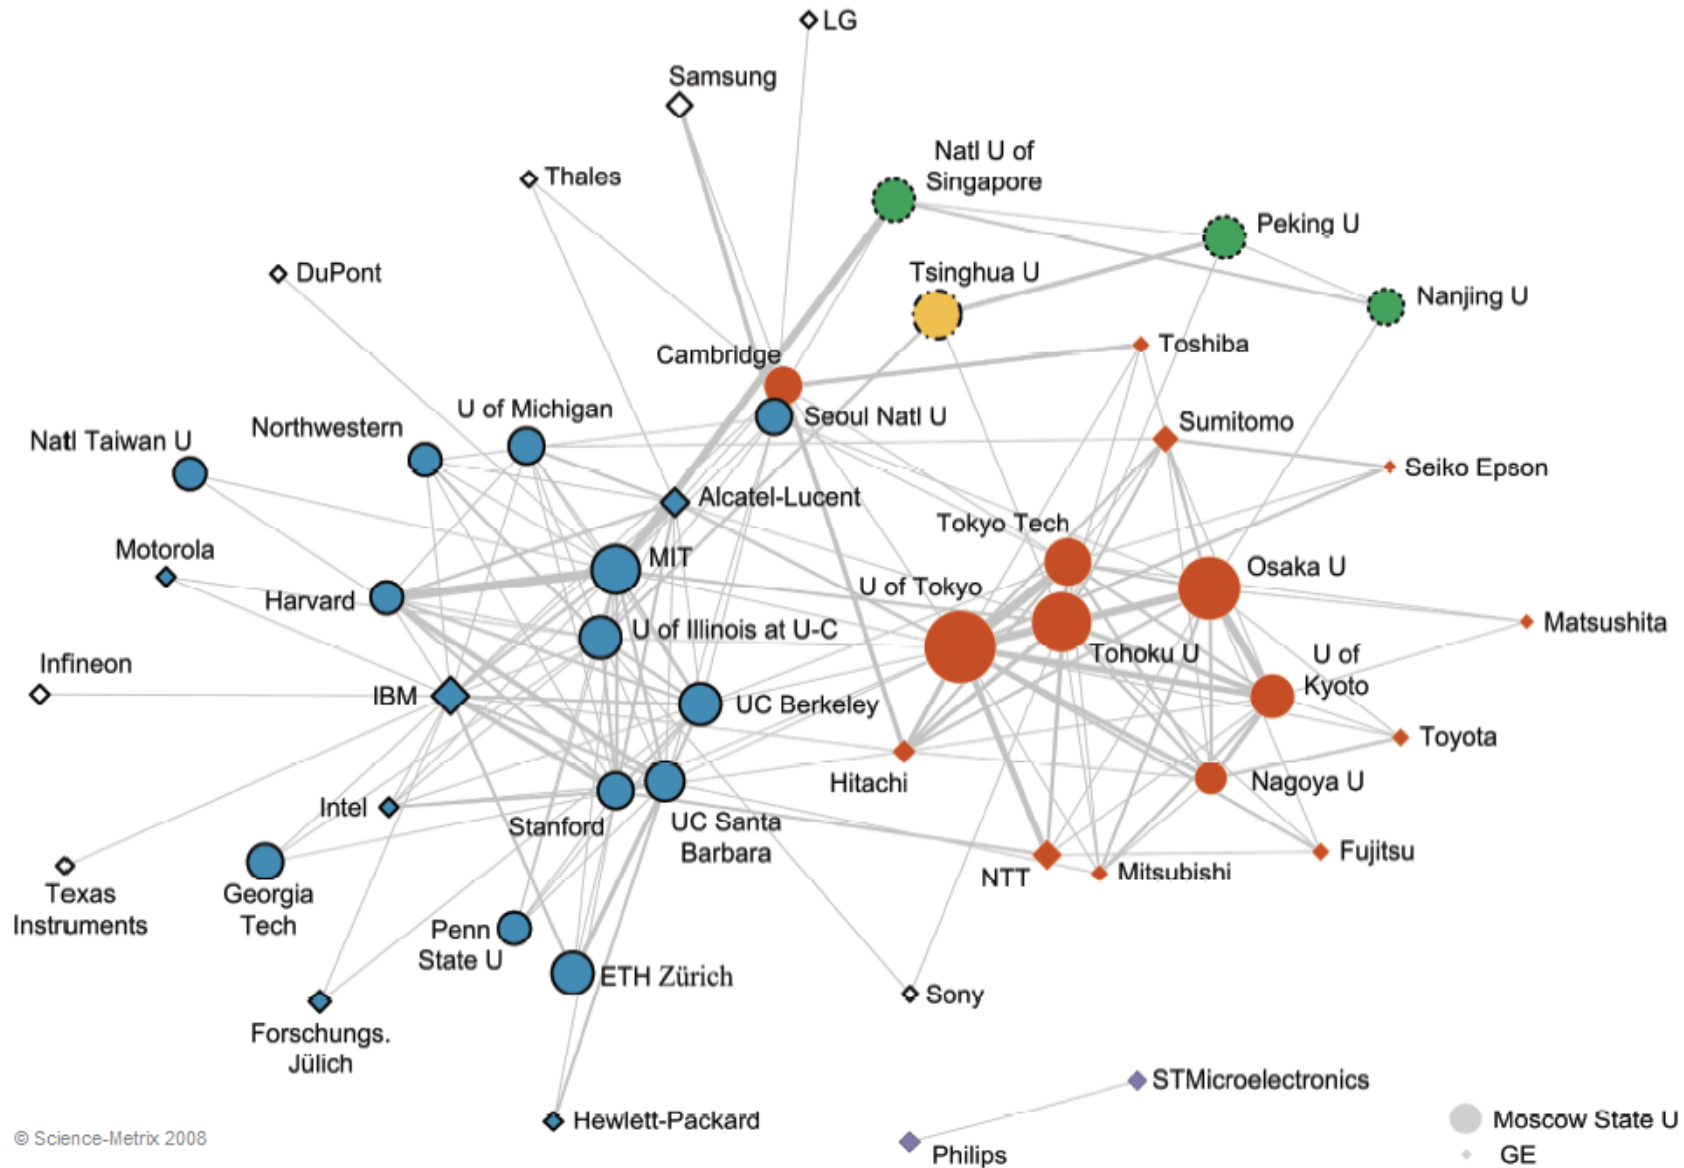 LG
Samsung
Thales
Natl U of
Singapore
Peking U
DuPont
Tsinghua U
Nanjing U
Toshiba
Cambridge
U of Michigan
Seoul Natl U
Sumitomo
Northwestern
Natl Taiwan U
Seiko Epson
Alcatel-Lucent
Tokyo Tech
Motorola
MIT
Osaka U
U of Tokyo
Harvard
U of Illinois at U-C
Matsushita
Tohoku U
U of
Kyoto
Infineon
IBM
UC Berkeley
Toyota
Hitachi
Nagoya U
Intel
Stanford
UC Santa
Barbara
Fujitsu
NTT
Mitsubishi
Texas
Instruments
Georgia
Tech
Penn
State U
ETH Zürich
Sony
Forschungs.
Jülich
STMicroelectronics
Hewlett-Packard
Moscow State U
© Science-Metrix 2008
Philips
GE